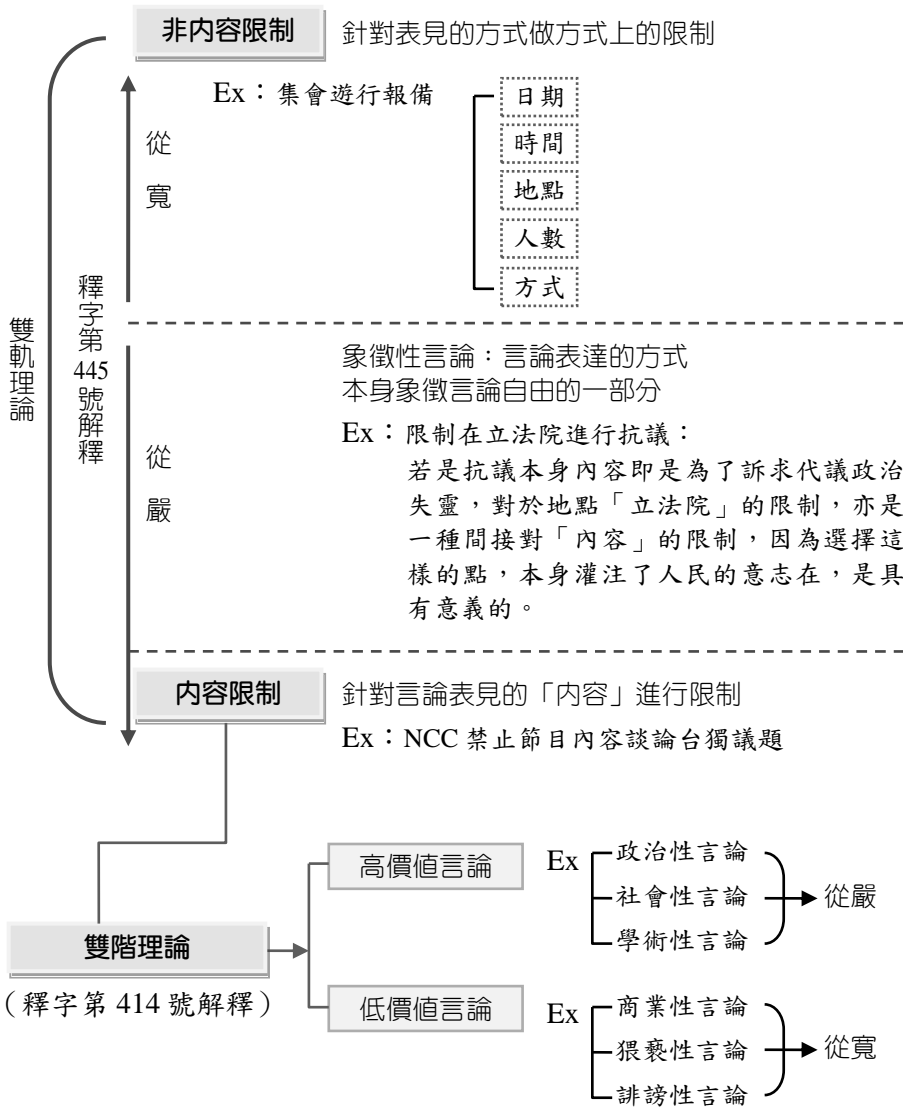 非內容限制
針對表見的方式做方式上的限制
Ex：集會遊行報備
日期
時間
地點
人數
方式
從寬
雙軌理論
釋字第445號解釋
從嚴
象徵性言論：言論表達的方式
本身象徵言論自由的一部分
Ex：限制在立法院進行抗議：
若是抗議本身內容即是為了訴求代議政治
失靈，對於地點「立法院」的限制，亦是
一種間接對「內容」的限制，因為選擇這
樣的點，本身灌注了人民的意志在，是具
有意義的。
內容限制
針對言論表見的「內容」進行限制
Ex：NCC 禁止節目內容談論台獨議題
雙階理論
（釋字第 414 號解釋）
高價值言論
Ex
政治性言論
社會性言論
學術性言論
從嚴
低價值言論
Ex
商業性言論
猥褻性言論
誹謗性言論
從寬